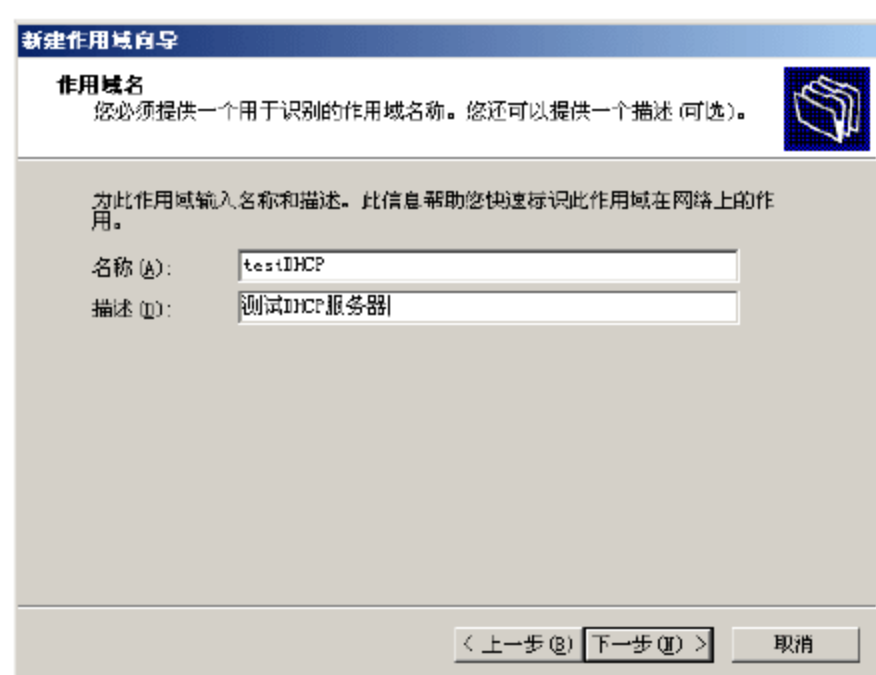 新建作用域向导
作用域名
您必须提供一个用于识别的作用域名称。您还可以提供一个描述(可选)。
为此作用域输入名称和描述。此信息帮助您快速标识此作用域在网络上的作
用。
名称(A): testDHCP
描述(D): 测试DHCP服务器
< 上一步(B) 下一步(N) > 取消